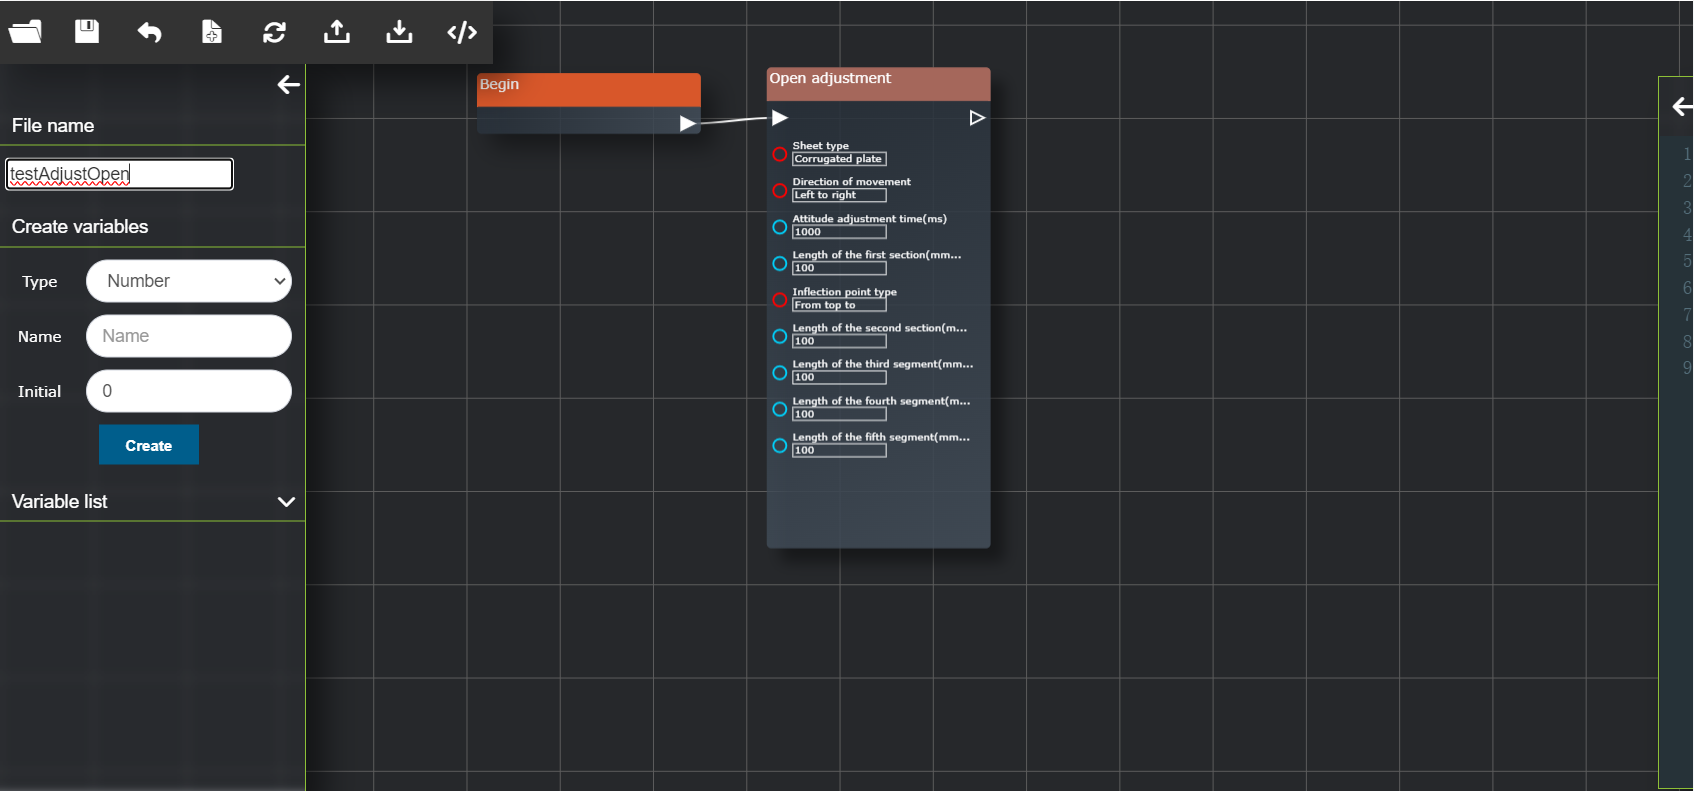 File name
testAdjustOpen
Create variables
Type
Number
Name
Name
Initial
0
Create
Variable list
Begin
Open adjustment
Sheet type
Corrugated plate
Direction of movement
Left to right
Attitude adjustment time(ms)
1000
Length of the first section(mm...
100
Inflection point type
From top to
Length of the second section(m...
100
Length of the third segment(mm...
100
Length of the fourth segment(m...
100
Length of the fifth segment(mm...
100
1
2
3
4
5
6
7
8
9